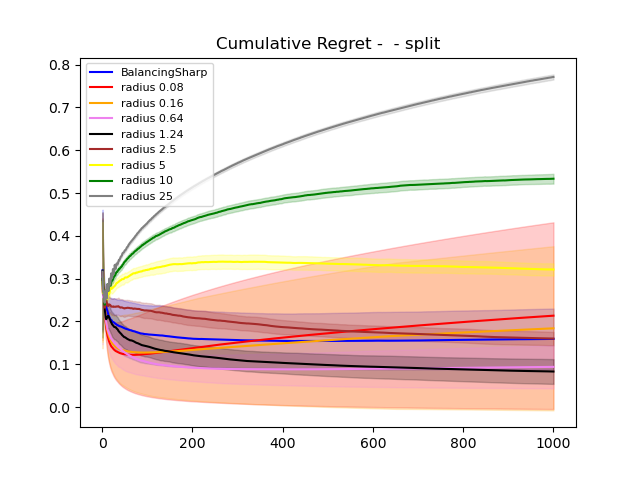 Cumulative Regret -  - split
0.8
0.7
0.6
0.5
0.4
0.3
0.2
0.1
0.0
BalancingSharp
radius 0.08
radius 0.16
radius 0.64
radius 1.24
radius 2.5
radius 5
radius 10
radius 25
0 200 400 600 800 1000